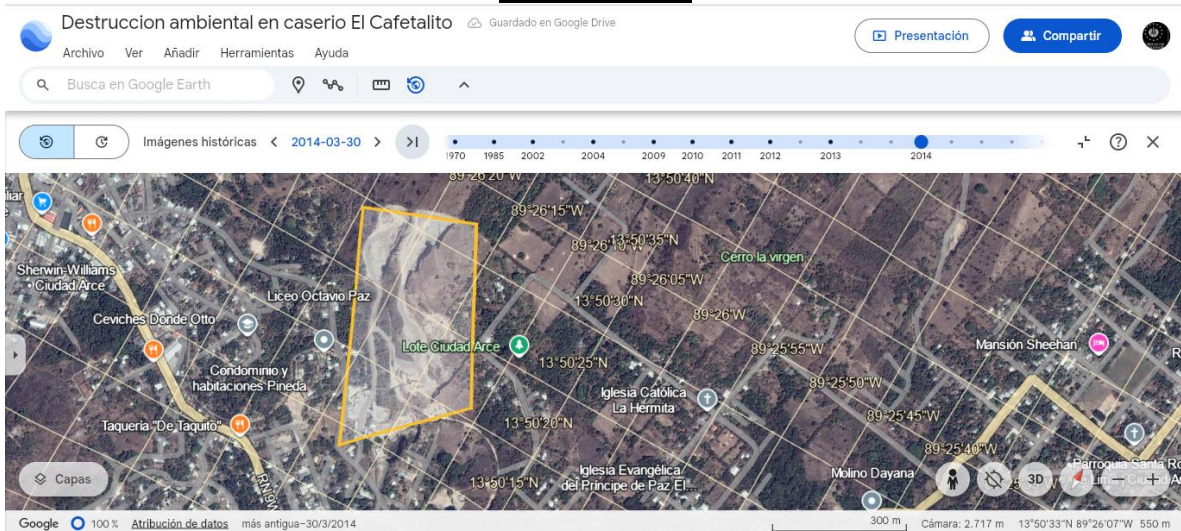 Destruccion ambiental en caserio El Cafetalito Guardado en Google Drive
Archivo Ver Añadir Herramientas Ayuda
Presentación
Compartir
Busca en Google Earth
Imágenes históricas 2014-03-30
1970 1985 2002 2004 2009 2010 2011 2012 2013 2014
89°26'20"W
13°50'40"N
89°26'15"W
13°50'35"N
Cerro la virgen
89°26'05"W
Sherwin-Williams
Ciudad Arce
Liceo Octavio Paz
13°50'30"N
89°26'W
Ceviches Donde Otto
Lote Ciudad Arce
89°25'55"W
Mansión Sheehan
13°50'25"N
Condominio y
habitaciones Pineda
89°25'50"W
Iglesia Católica
La Hermita
Taquería "De Taquito"
13°50'20"N
89°25'45"W
89°25'40"W
Capas
13°50'15"N
Iglesia Evangélica
del Príncipe de Paz El...
Molino Dayana
3D
Parroquia Santa Ro
Google 100 % Atribución de datos más antigua–30/3/2014 300 m Cámara: 2.717 m 13°50'33"N 89°26'07"W 550 m